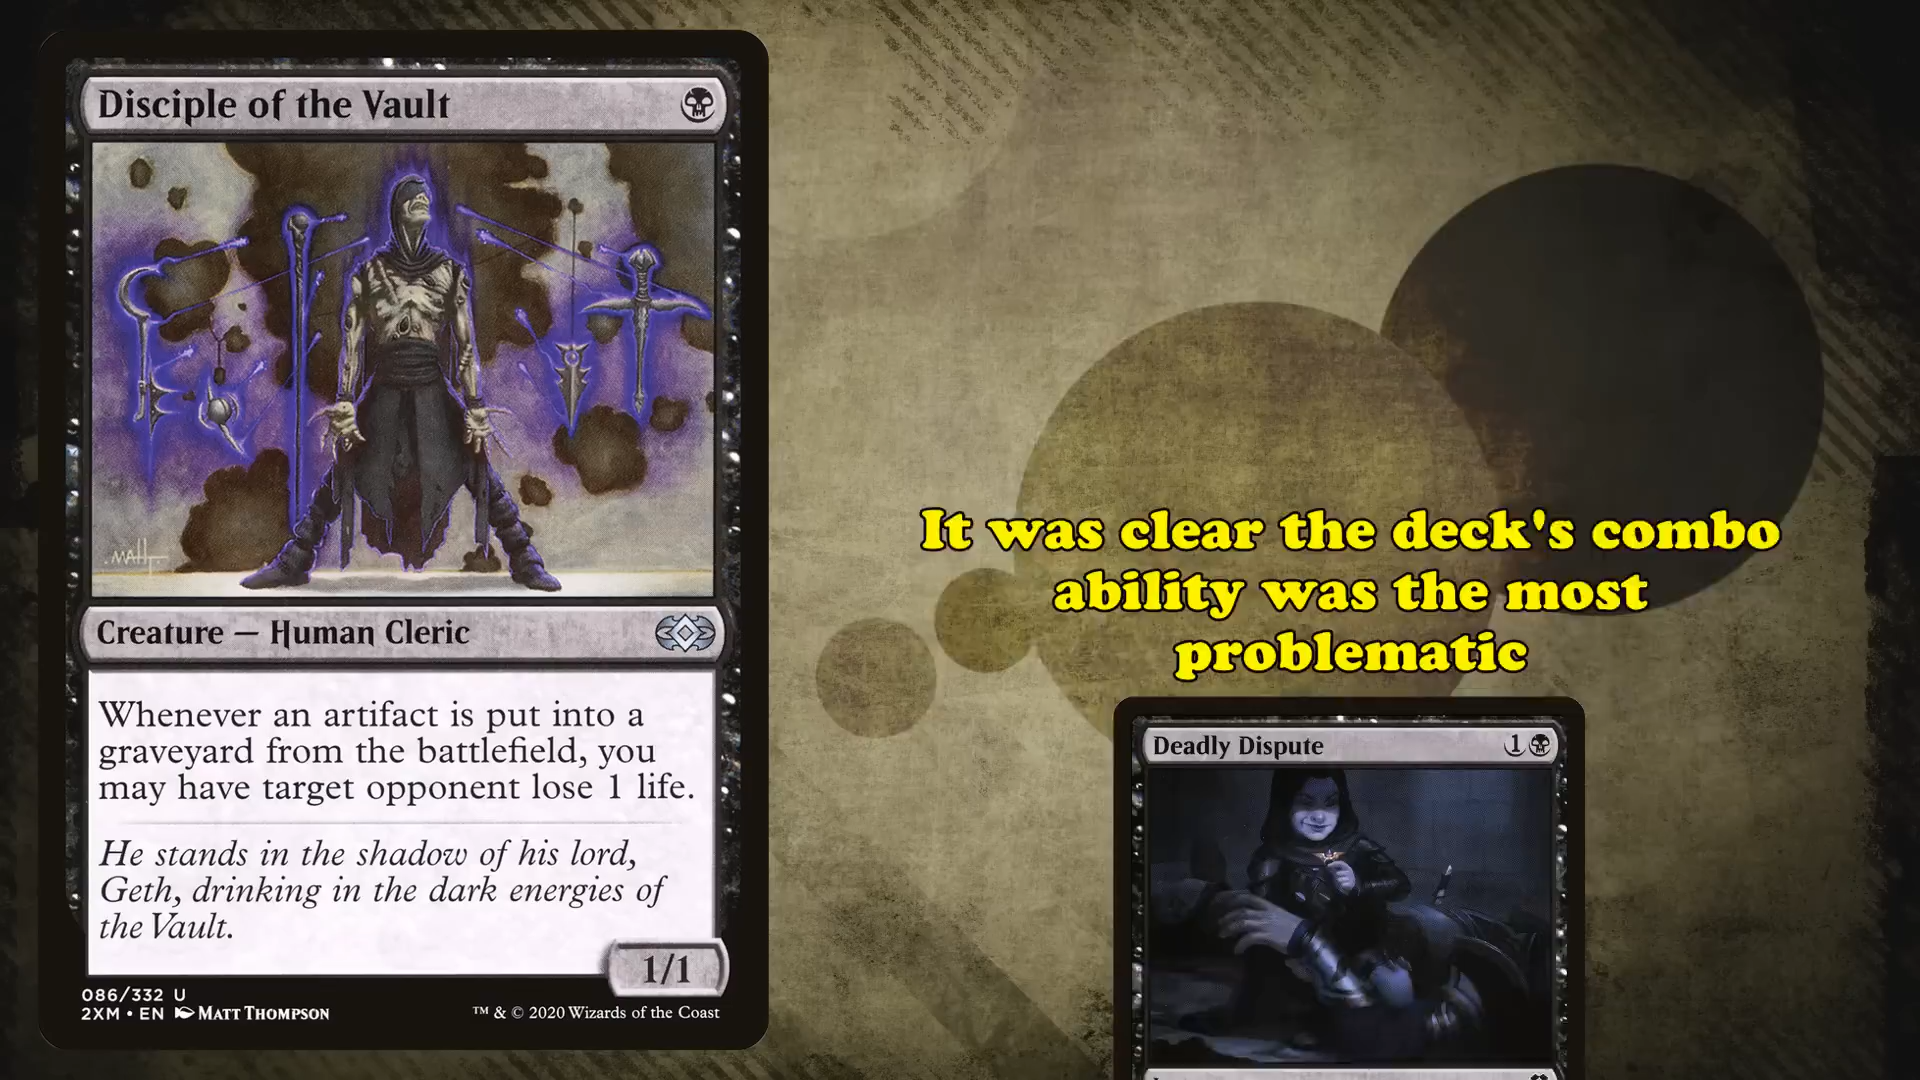 Disciple of the Vault
MATT
Creature — Human Cleric
Whenever an artifact is put into a
graveyard from the battlefield, you
may have target opponent lose 1 life.
He stands in the shadow of his lord,
Geth, drinking in the dark energies of
the Vault.
1/1
086/332 U
2XM • EN MATT THOMPSON
™ & © 2020 Wizards of the Coast
It was clear the deck's combo
ability was the most
problematic
Deadly Dispute 1